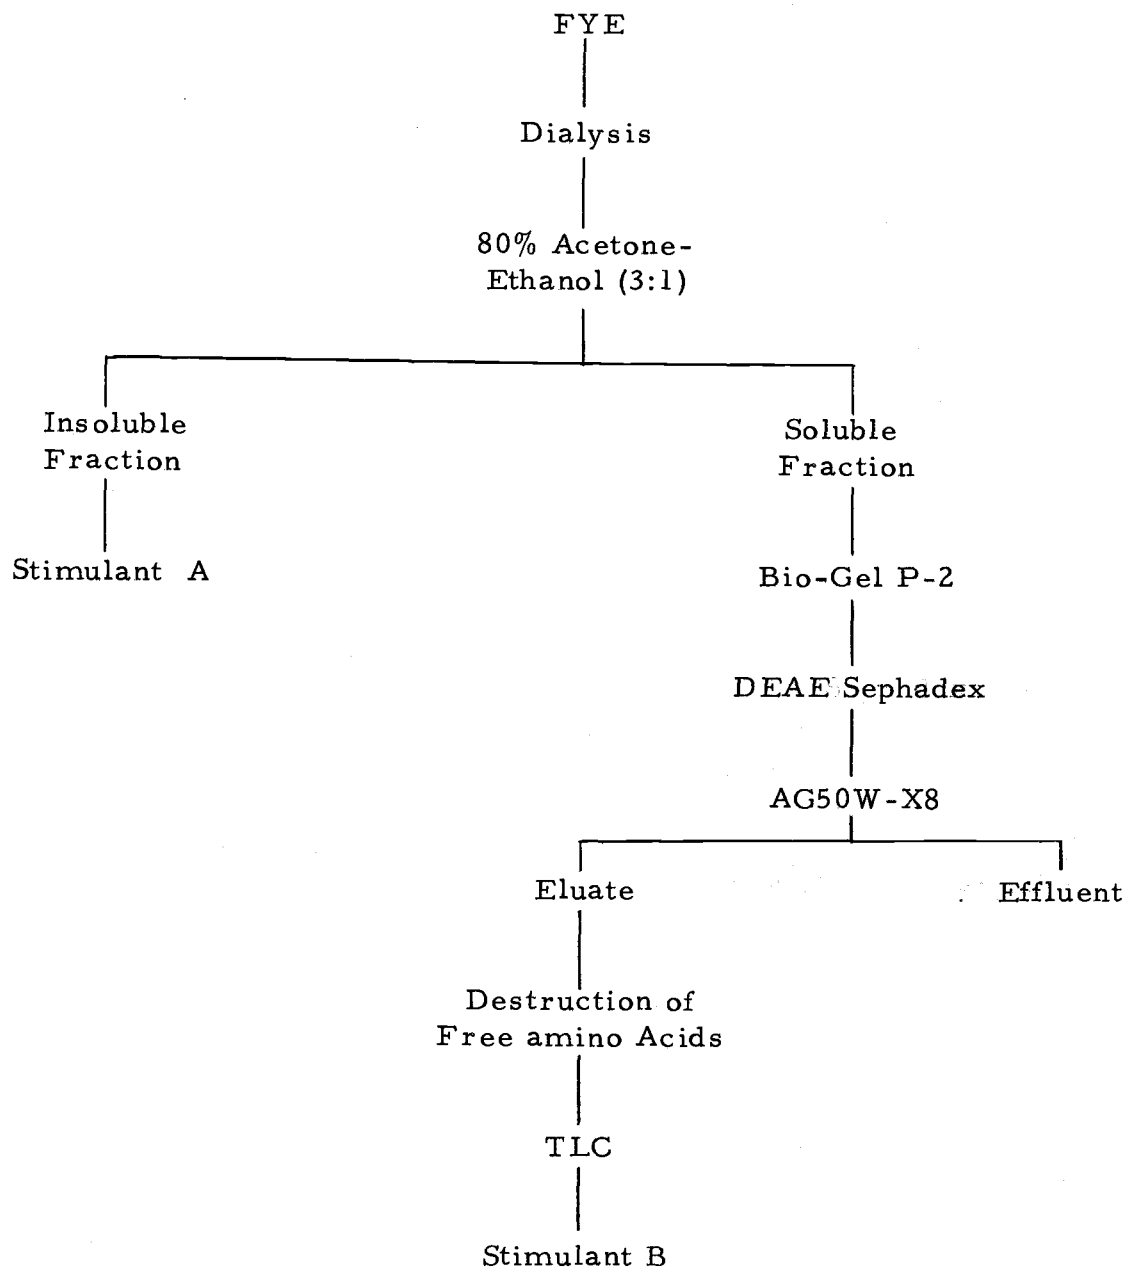 FYE
Dialysis
80% Acetone-
Ethanol (3:1)
Insoluble
Fraction
Stimulant A
Soluble
Fraction
Bio-Gel P-2
DEAE Sephadex
AG50W-X8
Eluate
Effluent
Destruction of
Free amino Acids
TLC
Stimulant B